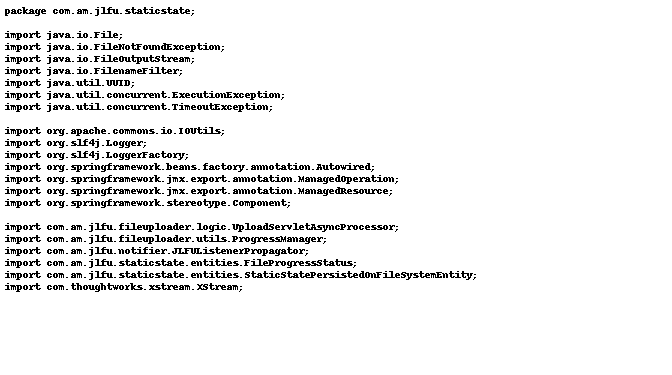 package com.am.jlfu.staticstate;
import java.io.File;
import java.io.FileNotFoundException;
import java.io.FileOutputStream;
import java.io.FilenameFilter;
import java.util.UUID;
import java.util.concurrent.ExecutionException;
import java.util.concurrent.TimeoutException;
import org.apache.commons.io.IOUtils;
import org.slf4j.Logger;
import org.slf4j.LoggerFactory;
import org.springframework.beans.factory.annotation.Autowired;
import org.springframework.jmx.export.annotation.ManagedOperation;
import org.springframework.jmx.export.annotation.ManagedResource;
import org.springframework.stereotype.Component;
import com.am.jlfu.fileuploader.logic.UploadServletAsyncProcessor;
import com.am.jlfu.fileuploader.utils.ProgressManager;
import com.am.jlfu.notifier.JLFUListenerPropagator;
import com.am.jlfu.staticstate.entities.FileProgressStatus;
import com.am.jlfu.staticstate.entities.StaticStatePersistedOnFileSystemEntity;
import com.thoughtworks.xstream.XStream;